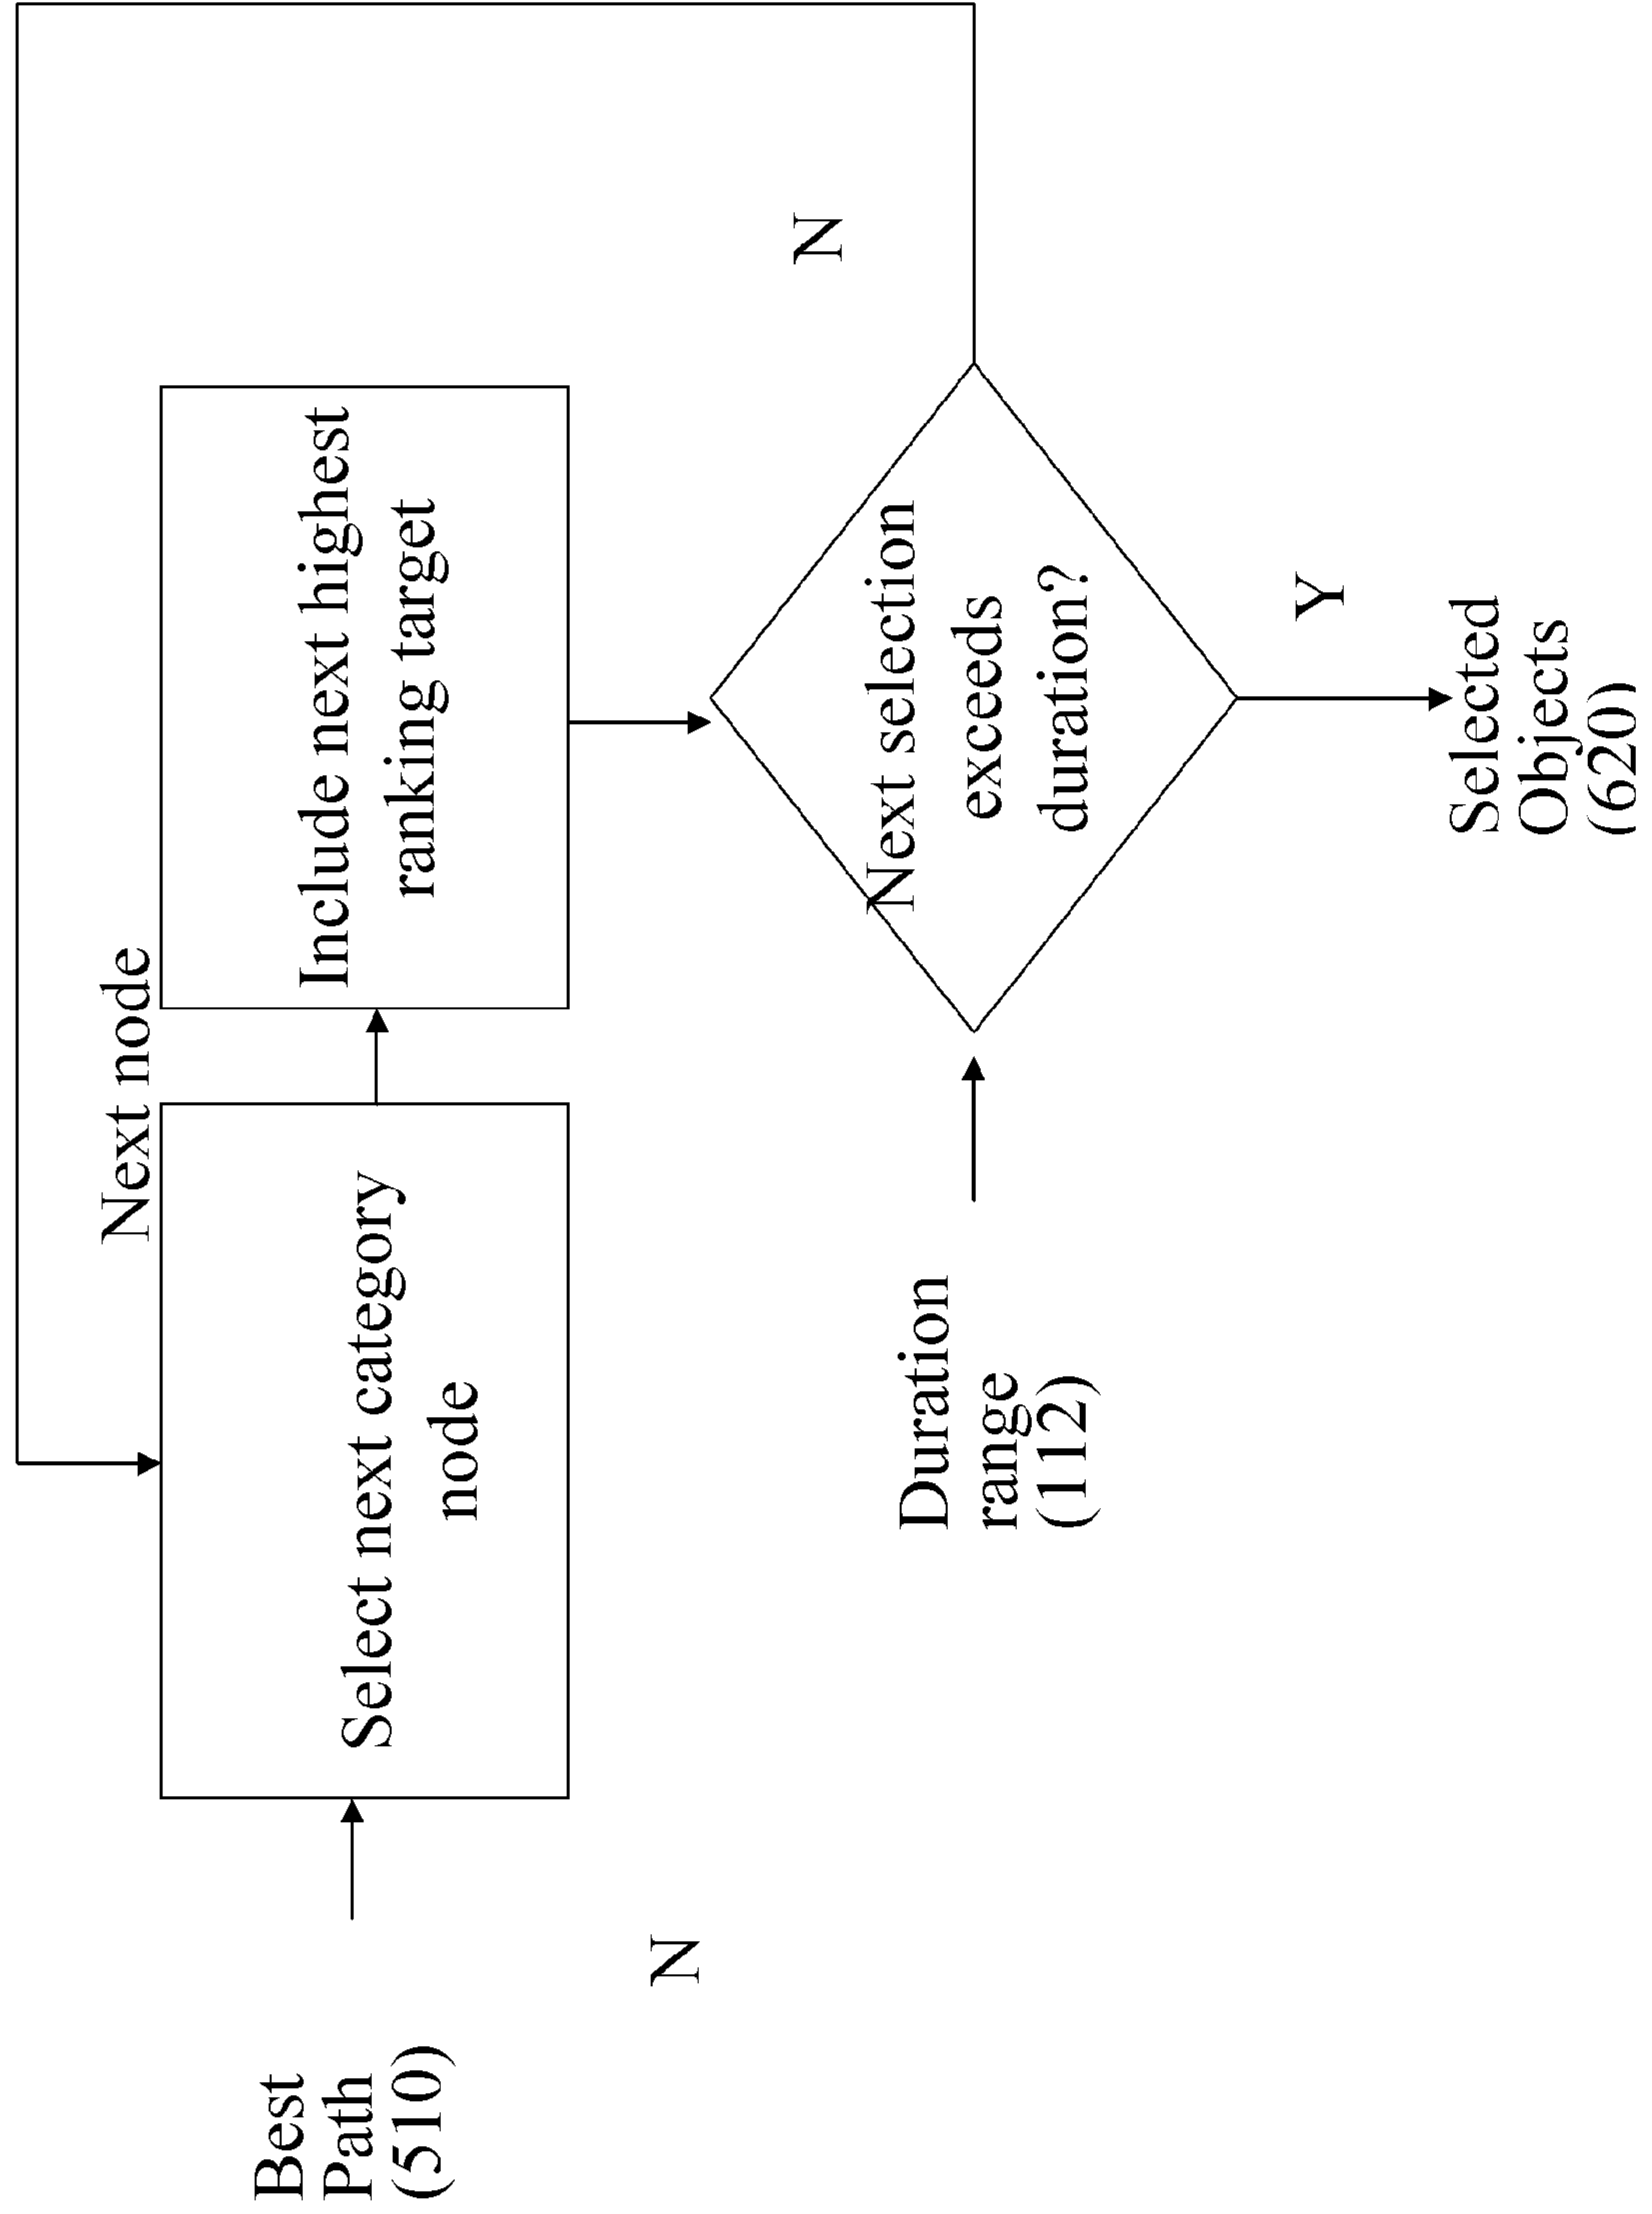 Next node
Best
Path
(510)
Select next category
node
Include next highest
ranking target
N
N
Duration
range
(112)
Next selection
exceeds
duration?
Y
Selected
Objects
(620)